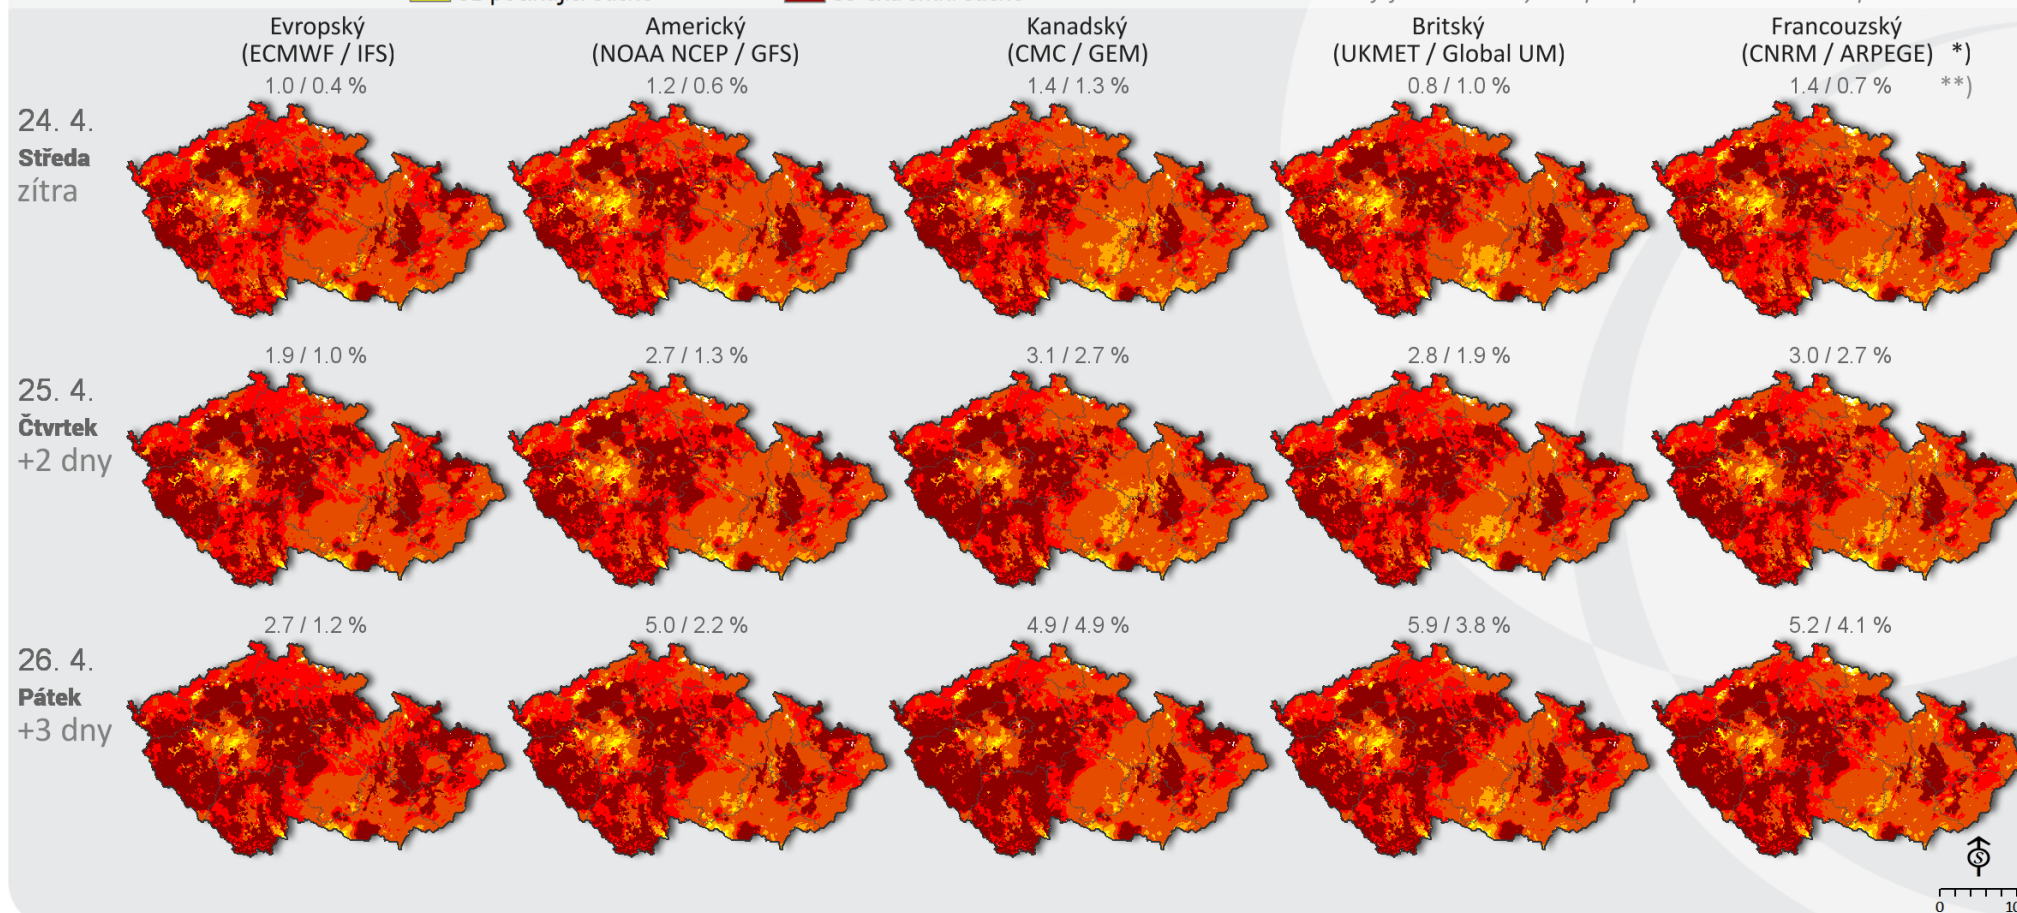 Evropský
(ECMWF / IFS)
Americký
(NOAA NCEP / GFS)
Kanadský
(CMC / GEM)
Britský
(UKMET / Global UM)
Francouzský
(CNRM / ARPEGE) *)
1.0 / 0.4 %
1.2 / 0.6 %
1.4 / 1.3 %
0.8 / 1.0 %
1.4 / 0.7 % **)
24. 4.
Středa
zítra
1.9 / 1.0 %
2.7 / 1.3 %
3.1 / 2.7 %
2.8 / 1.9 %
3.0 / 2.7 %
25. 4.
Čtvrtek
+2 dny
2.7 / 1.2 %
5.0 / 2.2 %
4.9 / 4.9 %
5.9 / 3.8 %
5.2 / 4.1 %
26. 4.
Pátek
+3 dny
S
0